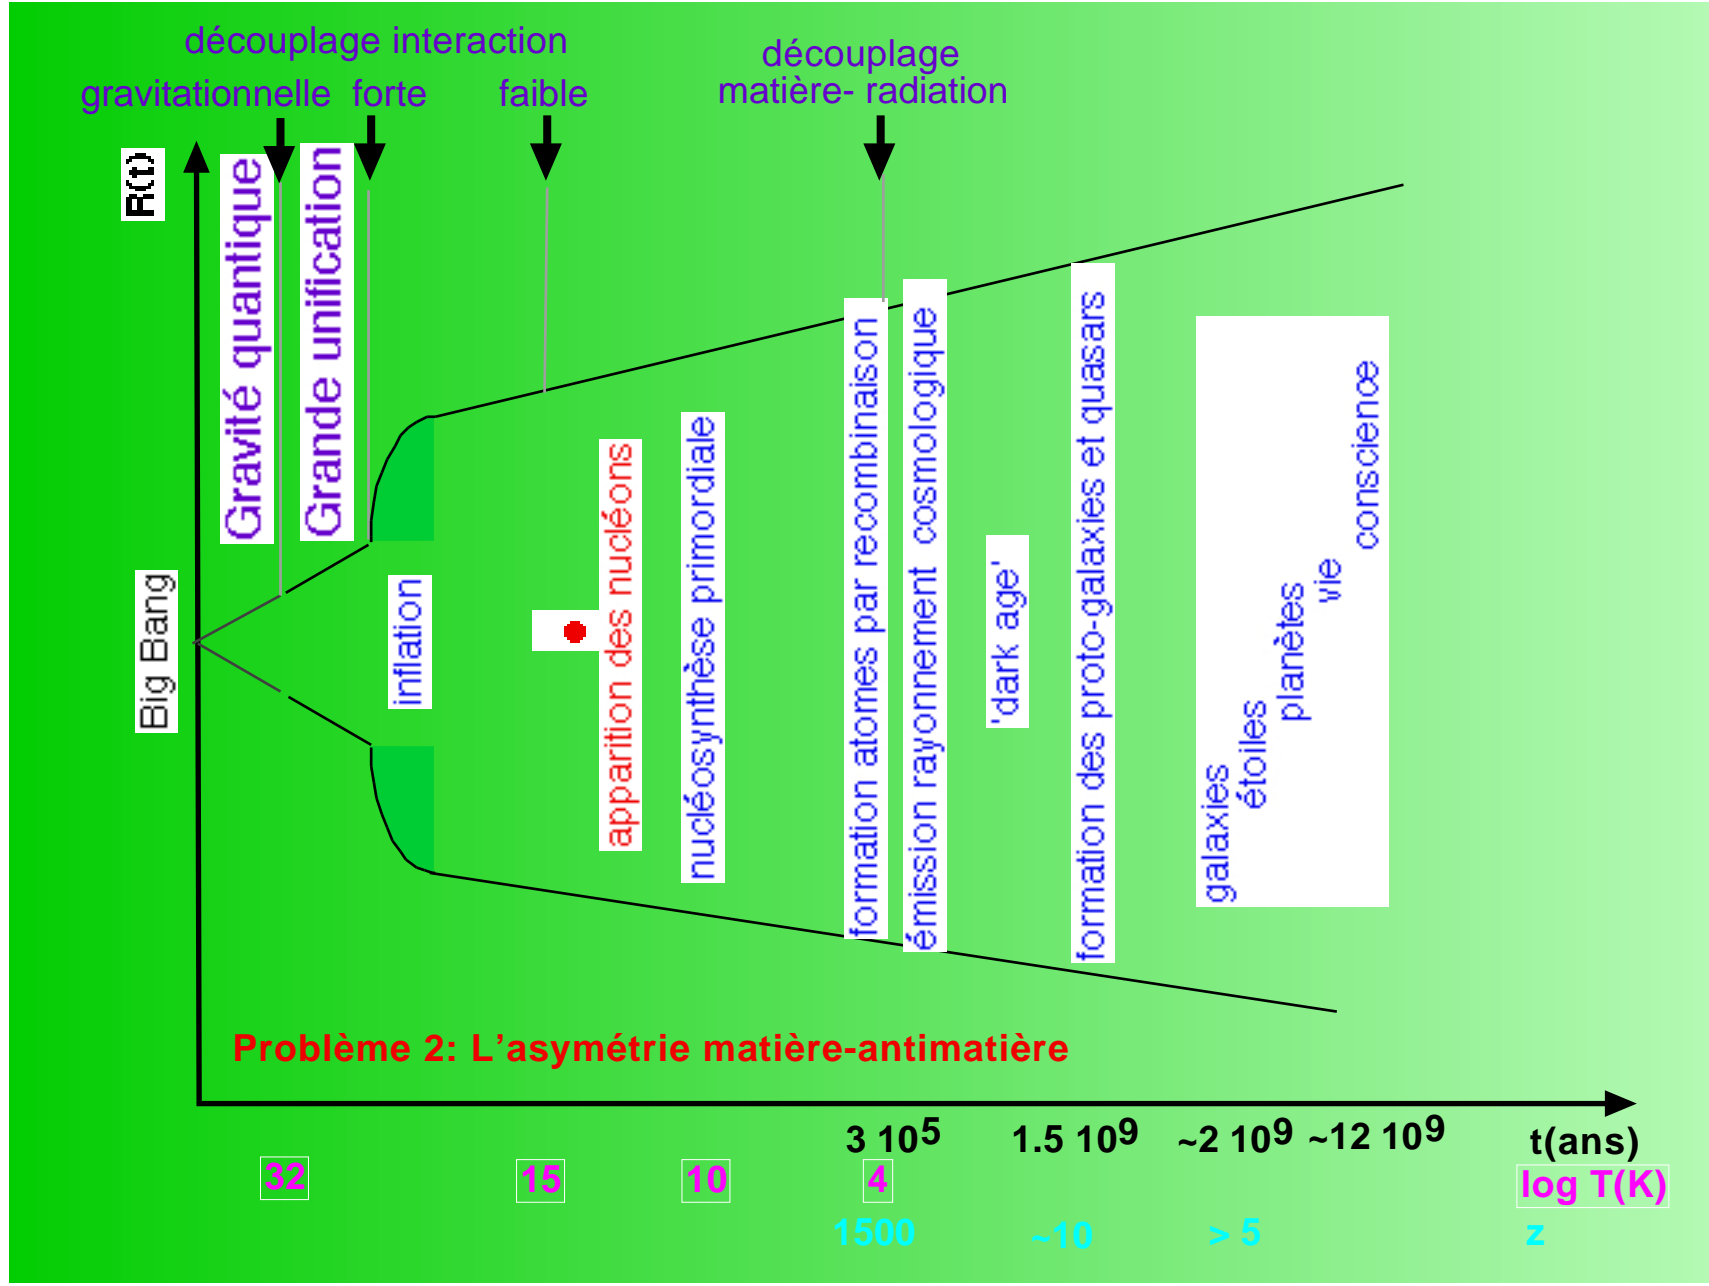 découplage interaction
gravitationnelle forte faible
découplage
matière- radiation
R(t)
Gravité quantique
Grande unification
Big Bang
inflation
apparition des nucléons
nucléosynthèse primordiale
formation atomes par recombinaison
émission rayonnement cosmologique
'dark age'
formation des proto-galaxies et quasars
galaxies
étoiles
planètes
vie
conscience
Problème 2: L'asymétrie matière-antimatière
3 10⁵ 1.5 10⁹ ~2 10⁹ ~12 10⁹ t(ans)
32 15 10 4 log T(K)
1500 ~10 > 5 z